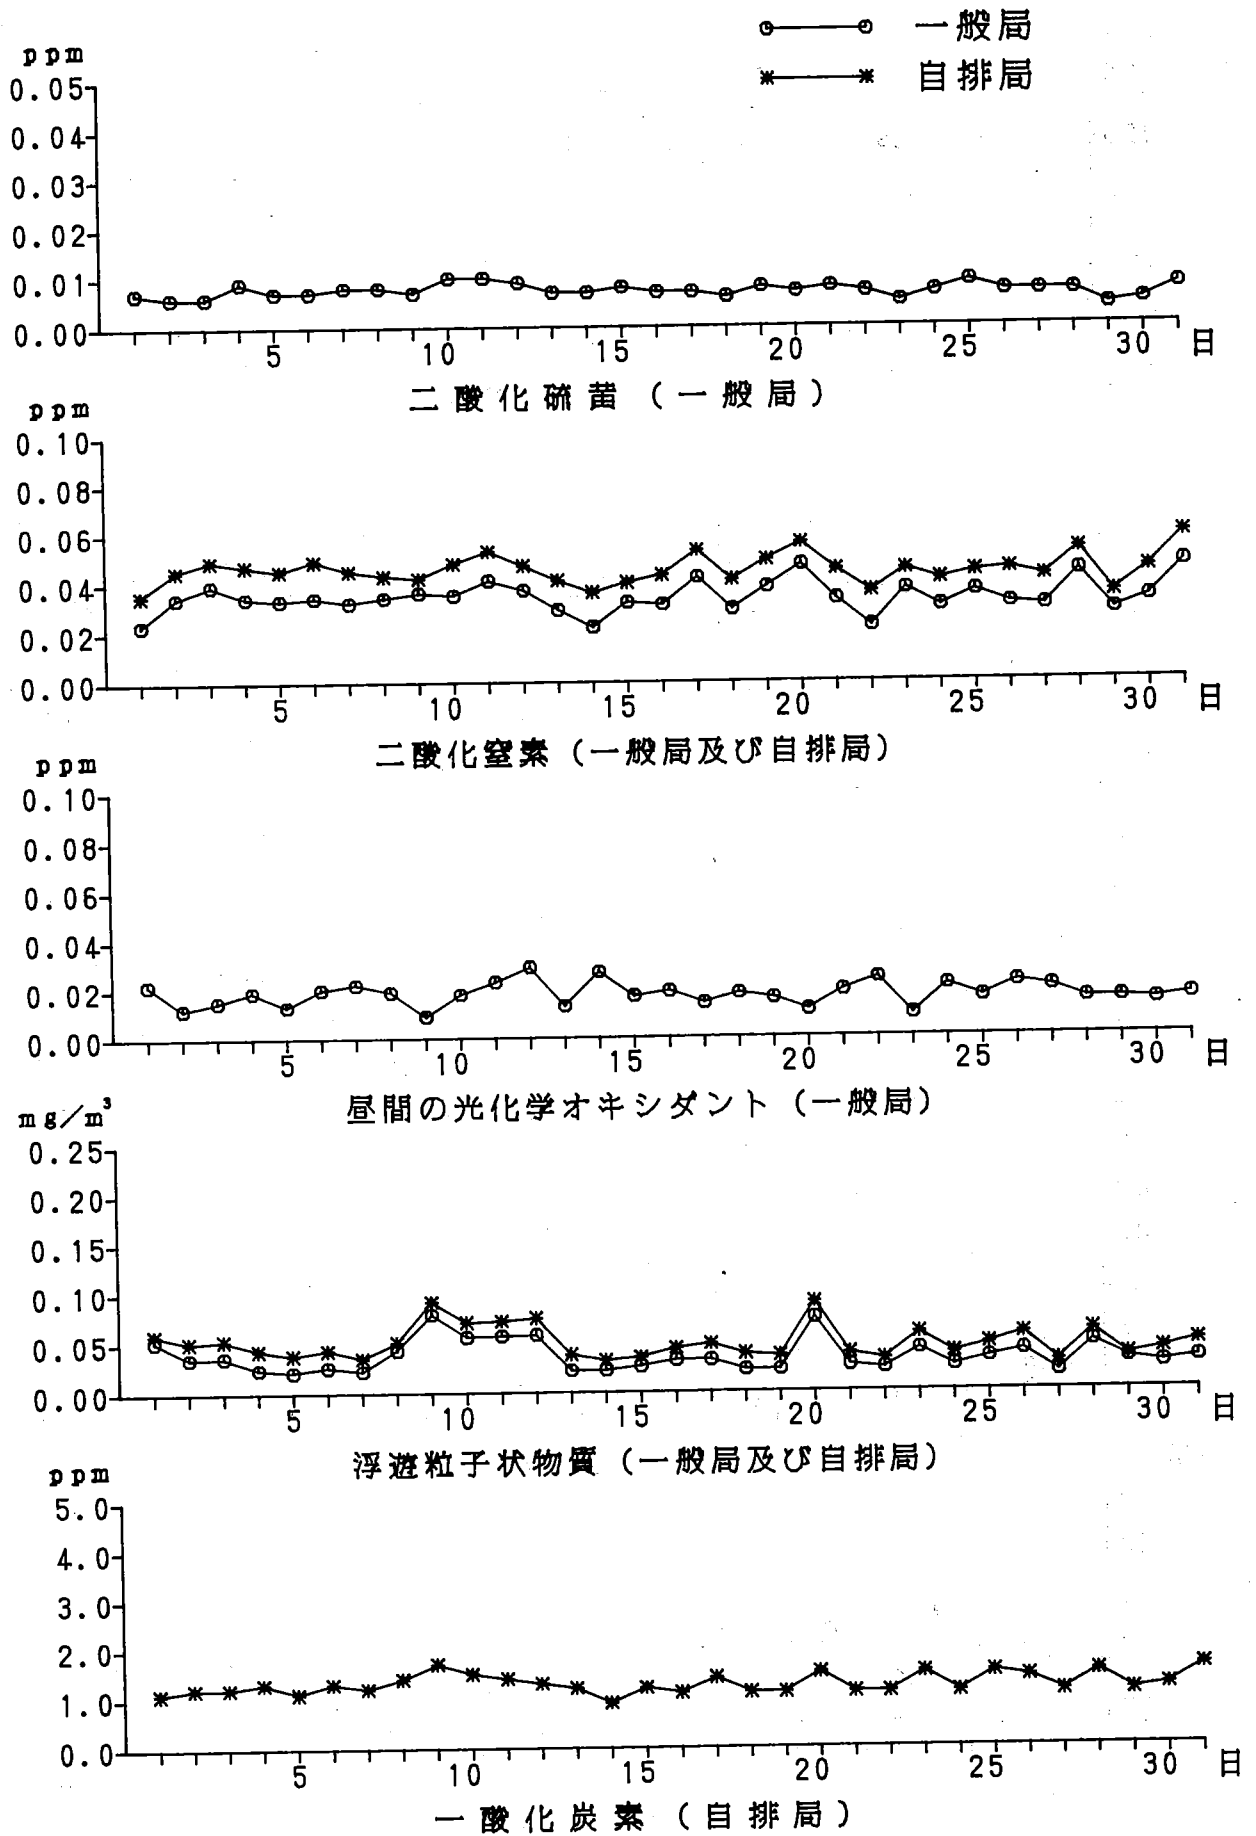 一般局
自排局
ppm
0.05
0.04
0.03
0.02
0.01
0.00
5 10 15 20 25 30 日
二酸化硫黄(一般局)
ppm
0.10
0.08
0.06
0.04
0.02
0.00
5 10 15 20 25 30 日
二酸化窒素(一般局及び自排局)
ppm
0.10
0.08
0.06
0.04
0.02
0.00
5 10 15 20 25 30 日
昼間の光化学オキシダント(一般局)
mg/m³
0.25
0.20
0.15
0.10
0.05
0.00
5 10 15 20 25 30 日
浮遊粒子状物質(一般局及び自排局)
ppm
5.0
4.0
3.0
2.0
1.0
0.0
5 10 15 20 25 30 日
一酸化炭素(自排局)